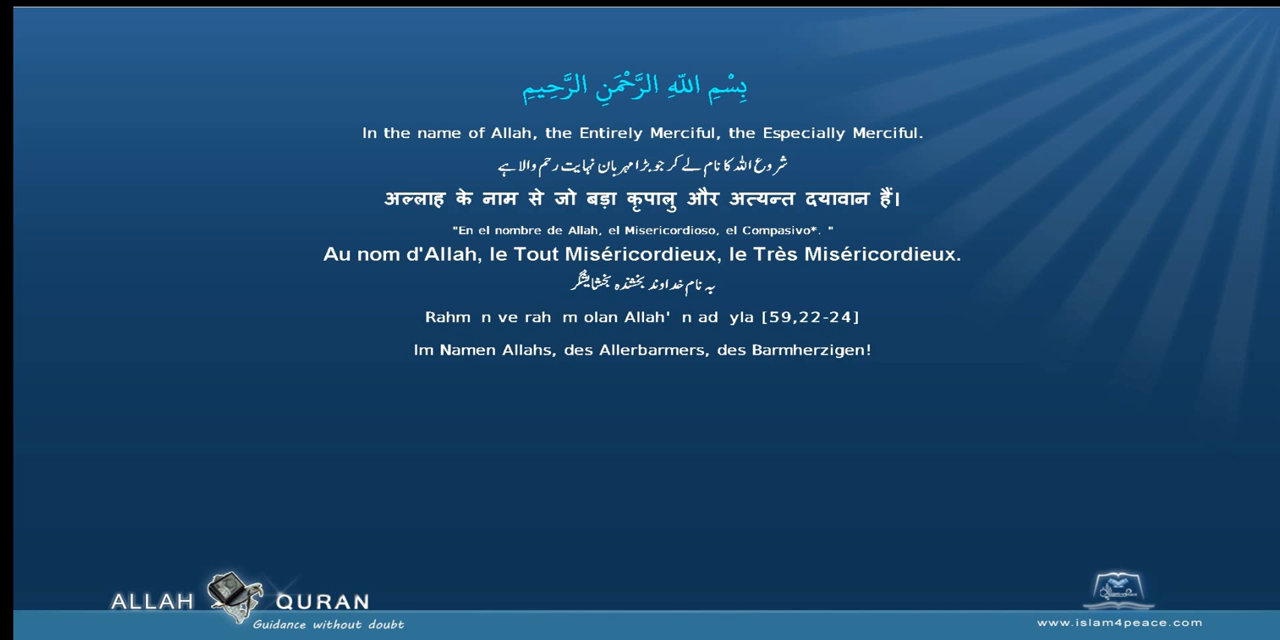 بِسْمِ اللّهِ الرَّحْمَنِ الرَّحِيمِ
In the name of Allah, the Entirely Merciful, the Especially Merciful.
شروع اللہ کا نام لے کر جو بڑا مہربان نہایت رحم والا ہے
अल्लाह के नाम से जो बड़ा कृपालु और अत्यन्त दयावान हैं।
"En el nombre de Allah, el Misericordioso, el Compasivo*. "
Au nom d'Allah, le Tout Miséricordieux, le Très Miséricordieux.
به نام خداوند بخشنده بخشایشگر
Rahm n ve rah m olan Allah' n ad yla [59,22-24]
Im Namen Allahs, des Allerbarmers, des Barmherzigen!
ALLAH QURAN
Guidance without doubt
www.islam4peace.com